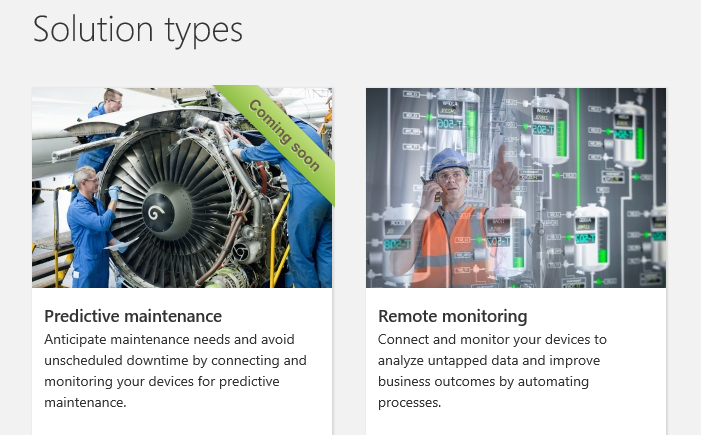 Solution types
Coming soon
Predictive maintenance
Anticipate maintenance needs and avoid
unscheduled downtime by connecting and
monitoring your devices for predictive
maintenance.
Remote monitoring
Connect and monitor your devices to
analyze untapped data and improve
business outcomes by automating
processes.